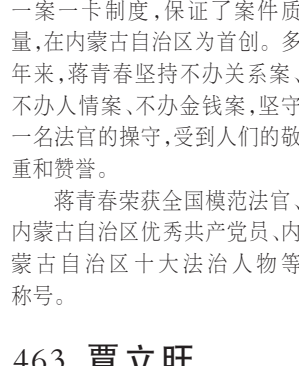 一案一卡制度,保证了案件质
量,在内蒙古自治区为首创。多
年来,蒋青春坚持不办关系案、
不办人情案、不办金钱案,坚守
一名法官的操守,受到人们的敬
重和赞誉。
蒋青春荣获全国模范法官、
内蒙古自治区优秀共产党员、内
蒙古自治区十大法治人物等
称号。
463 贾立旺